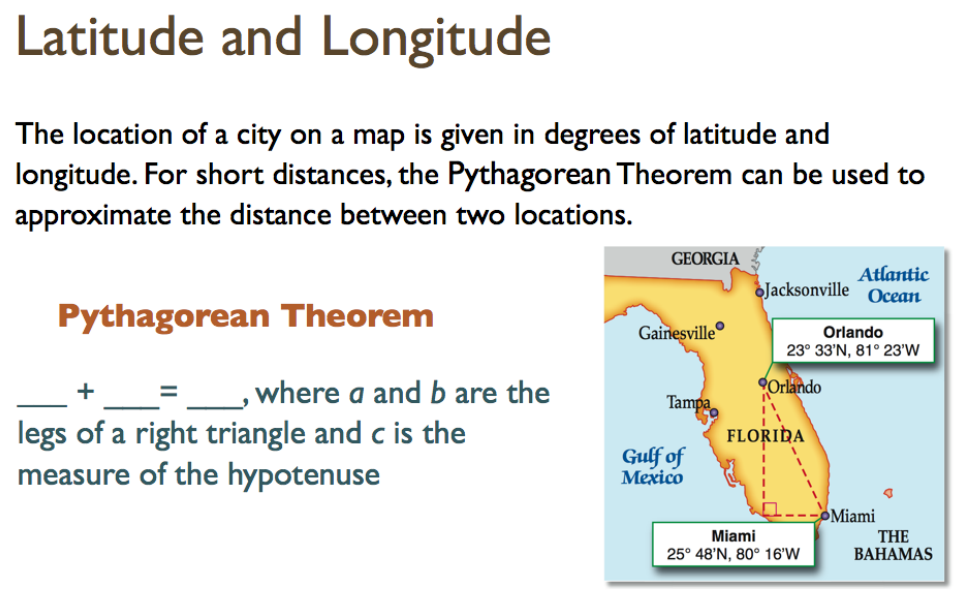 Latitude and Longitude
The location of a city on a map is given in degrees of latitude and
longitude. For short distances, the Pythagorean Theorem can be used to
approximate the distance between two locations.
Pythagorean Theorem
___ + ___= ___, where a and b are the
legs of a right triangle and c is the
measure of the hypotenuse
GEORGIA
Atlantic
Ocean
Jacksonville
Gainesville
Orlando
23° 33'N, 81° 23'W
Orlando
Tampa
FLORIDA
Gulf of
Mexico
Miami
Miami
25° 48'N, 80° 16'W
THE
BAHAMAS